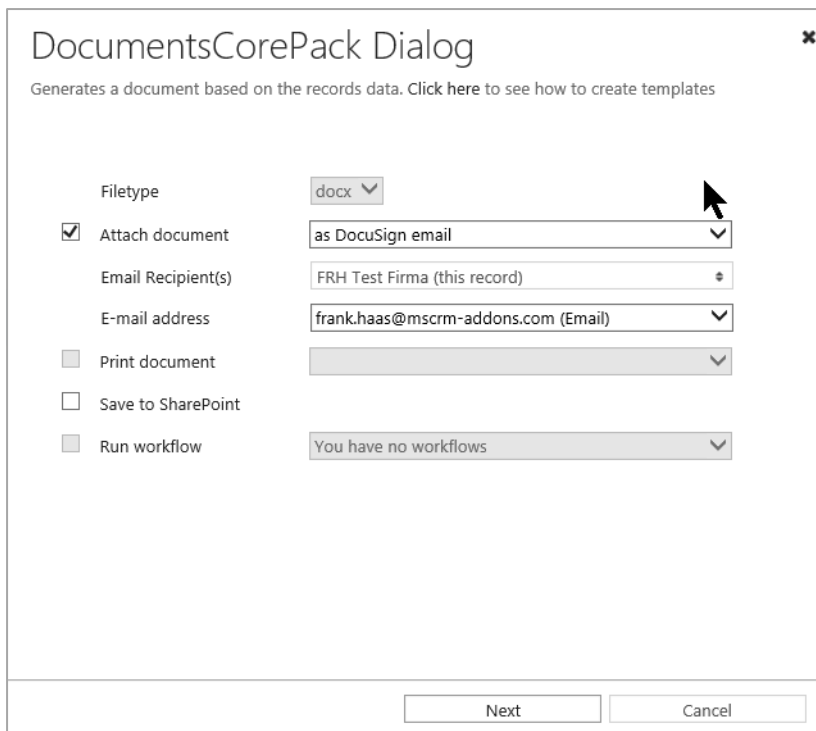 DocumentsCorePack Dialog
Generates a document based on the records data. Click here to see how to create templates
Filetype docx
Attach document as DocuSign email
Email Recipient(s) FRH Test Firma (this record)
E-mail address frank.haas@mscrm-addons.com (Email)
Print document
Save to SharePoint
Run workflow You have no workflows
Next Cancel